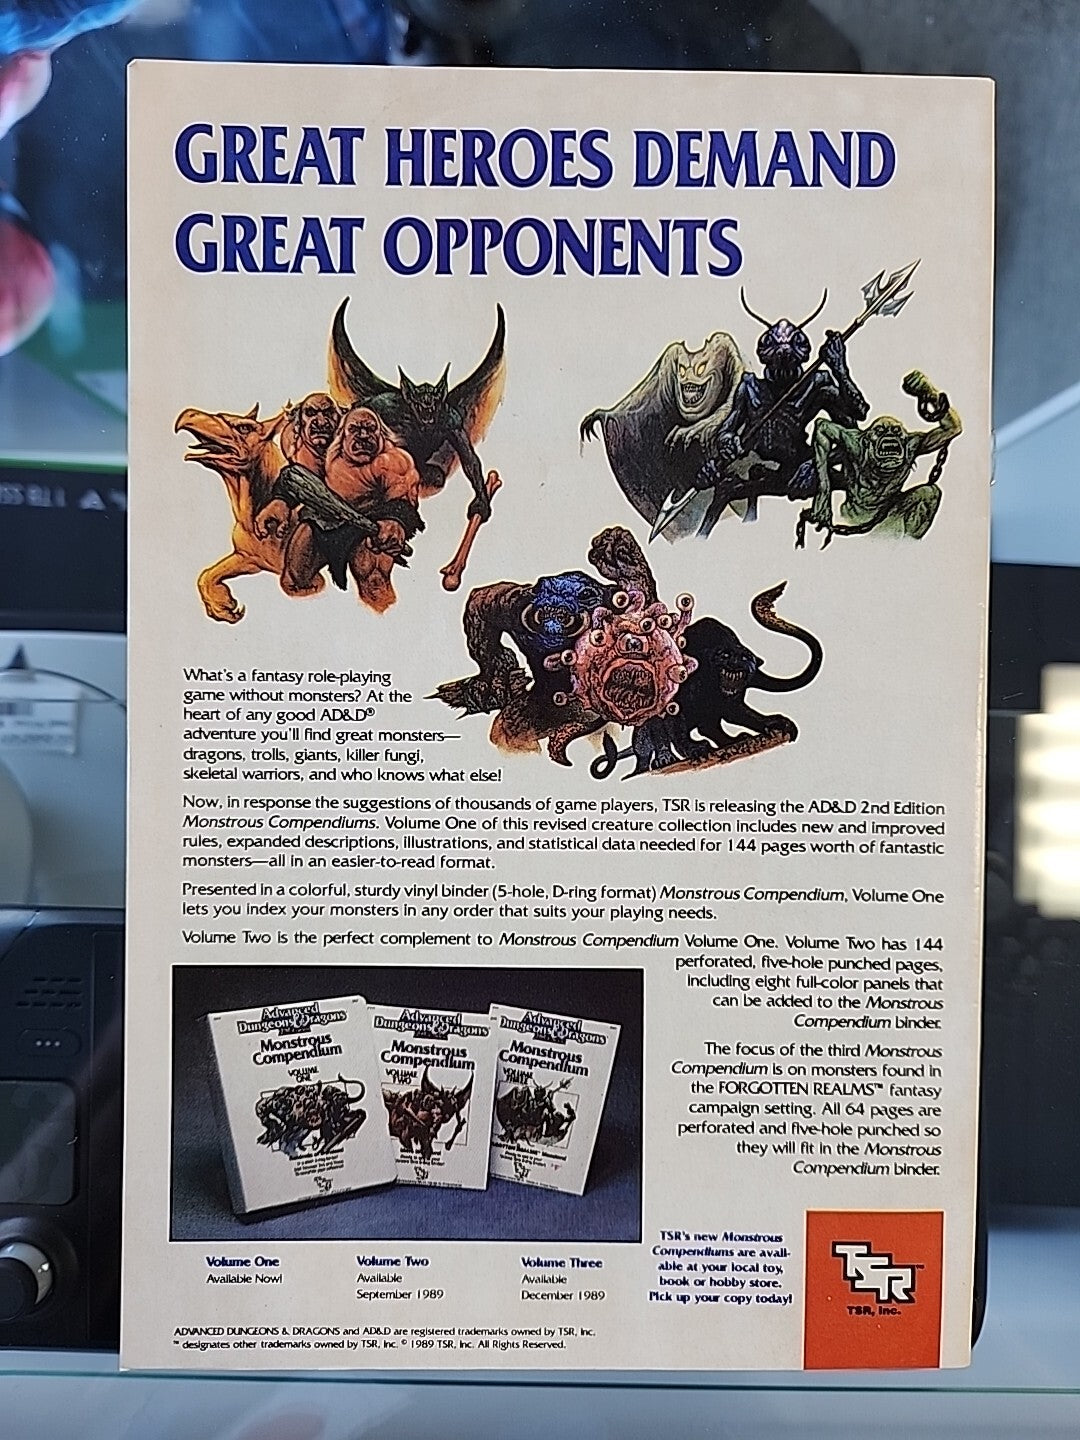 GREAT HEROES DEMAND
GREAT OPPONENTS
What's a fantasy role-playing
game without monsters? At the
heart of any good AD&D®
adventure you'll find great monsters—
dragons, trolls, giants, killer fungi,
skeletal warriors, and who knows what else!
Now, in response the suggestions of thousands of game players, TSR is releasing the AD&D 2nd Edition
Monstrous Compendiums. Volume One of this revised creature collection includes new and improved
rules, expanded descriptions, illustrations, and statistical data needed for 144 pages worth of fantastic
monsters—all in an easier-to-read format.
Presented in a colorful, sturdy vinyl binder (5-hole, D-ring format) Monstrous Compendium, Volume One
lets you index your monsters in any order that suits your playing needs.
Volume Two is the perfect complement to Monstrous Compendium Volume One. Volume Two has 144
perforated, five-hole punched pages,
including eight full-color panels that
can be added to the Monstrous
Compendium binder.
The focus of the third Monstrous
Compendium is on monsters found in
the FORGOTTEN REALMS™ fantasy
campaign setting. All 64 pages are
perforated and five-hole punched so
they will fit in the Monstrous
Compendium binder.
Advanced
Dungeons & Dragons
Monstrous
Compendium
VOLUME
ONE
Advanced
Dungeons & Dragons
Monstrous
Compendium
VOLUME
TWO
Advanced
Dungeons & Dragons
Monstrous
Compendium
VOLUME
THREE
Volume One
Available Now!
Volume Two
Available
September 1989
Volume Three
Available
December 1989
TSR's new Monstrous
Compendiums are avail-
able at your local toy,
book or hobby store.
Pick up your copy today!
TSR™
TSR, Inc.
ADVANCED DUNGEONS & DRAGONS and AD&D are registered trademarks owned by TSR, Inc.
™ designates other trademarks owned by TSR, Inc. © 1989 TSR, Inc. All Rights Reserved.